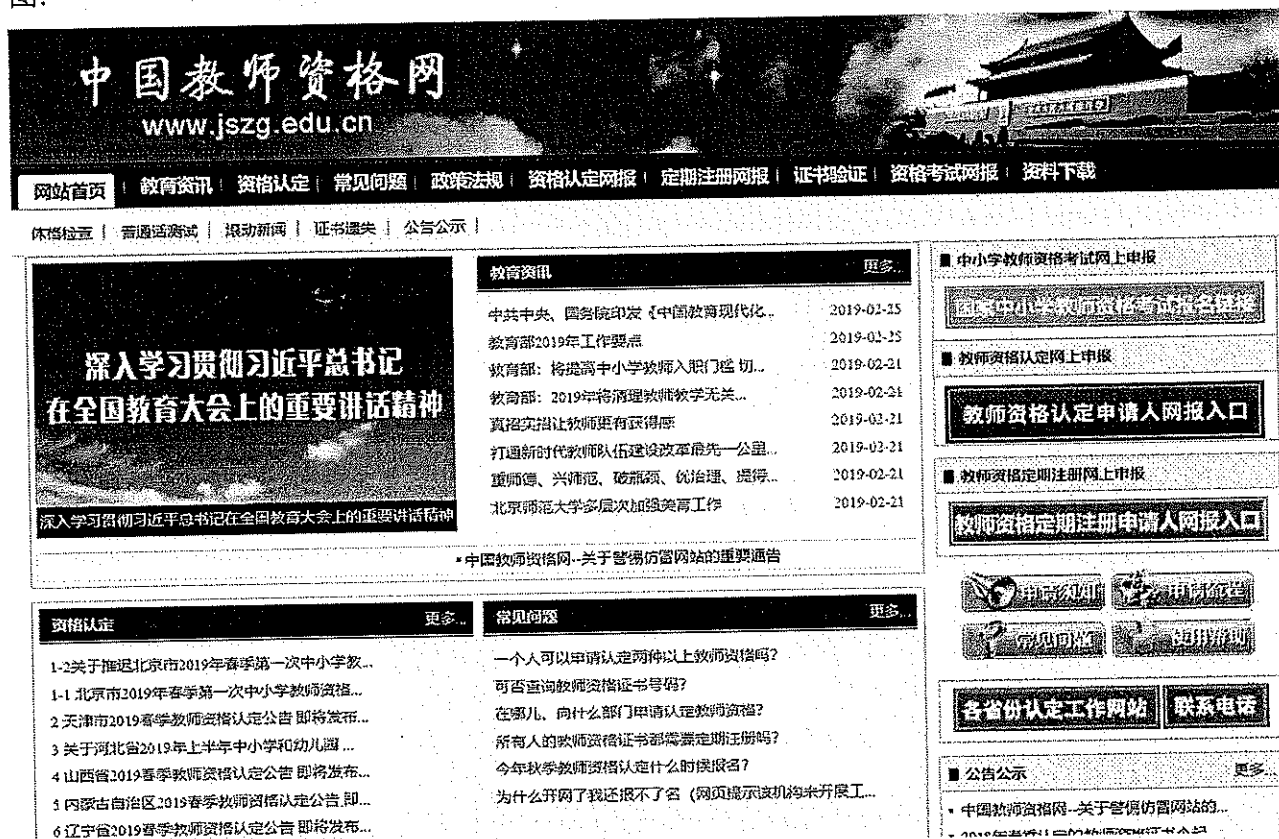 图:
中国教师资格网
www.jszg.edu.cn
网站首页 | 教育资讯 | 资格认定 | 常见问题 | 政策法规 | 资格认定网报 | 定期注册网报 | 证书验证 | 资格考试网报 | 资料下载
体格检查 | 普通话测试 | 滚动新闻 | 证书遗失 | 公告公示 |
深入学习贯彻习近平总书记
在全国教育大会上的重要讲话精神
深入学习贯彻习近平总书记在全国教育大会上的重要讲话精神
教育资讯 更多...
中共中央、国务院印发《中国教育现代化... 2019-02-25
教育部2019年工作要点 2019-02-25
教育部：将提高中小学教师入职门槛 切... 2019-02-21
教育部：2019年将清理教师教学无关... 2019-02-21
真招实招让教师更有获得感 2019-02-21
打通新时代教师队伍建设改革最先一公里... 2019-02-21
重师德、兴师范、破瓶颈、优治理、提待... 2019-02-21
北京师范大学多层次加强美育工作 2019-02-21
中国教师资格网--关于警惕仿冒网站的重要通告
中小学教师资格考试网上申报
国家中小学教师资格考试报名链接
教师资格认定网上申报
教师资格认定申请人网报入口
教师资格定期注册网上申报
教师资格定期注册申请人网报入口
申请须知 申请流程
常见问题 使用帮助
各省份认定工作网站 联系电话
资格认定 更多...
1-2关于推迟北京市2019年春季第一次中小学教...
1-1 北京市2019年春季第一次中小学教师资格...
2 天津市2019春季教师资格认定公告 即将发布...
3 关于河北省2019年上半年中小学和幼儿园 ...
4 山西省2019春季教师资格认定公告 即将发布...
5 内蒙古自治区2019春季教师资格认定公告 即...
6 辽宁省2019春季教师资格认定公告 即将发布...
常见问题 更多...
一个人可以申请认定两种以上教师资格吗?
可否查询教师资格证书号码?
在哪儿、向什么部门申请认定教师资格?
所有人的教师资格证书都需要定期注册吗?
今年秋季教师资格认定什么时候报名?
为什么开网了我还报不了名（网页提示该机构未开展工...
公告公示 更多...
中国教师资格网--关于警惕仿冒网站的...